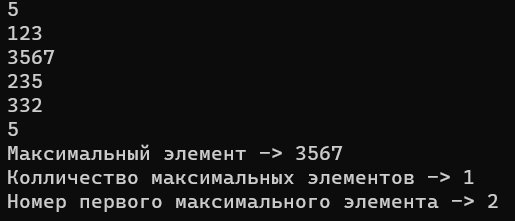 5
123
3567
235
332
5
Максимальный элемент -> 3567
Колличество максимальных элементов -> 1
Номер первого максимального элемента -> 2